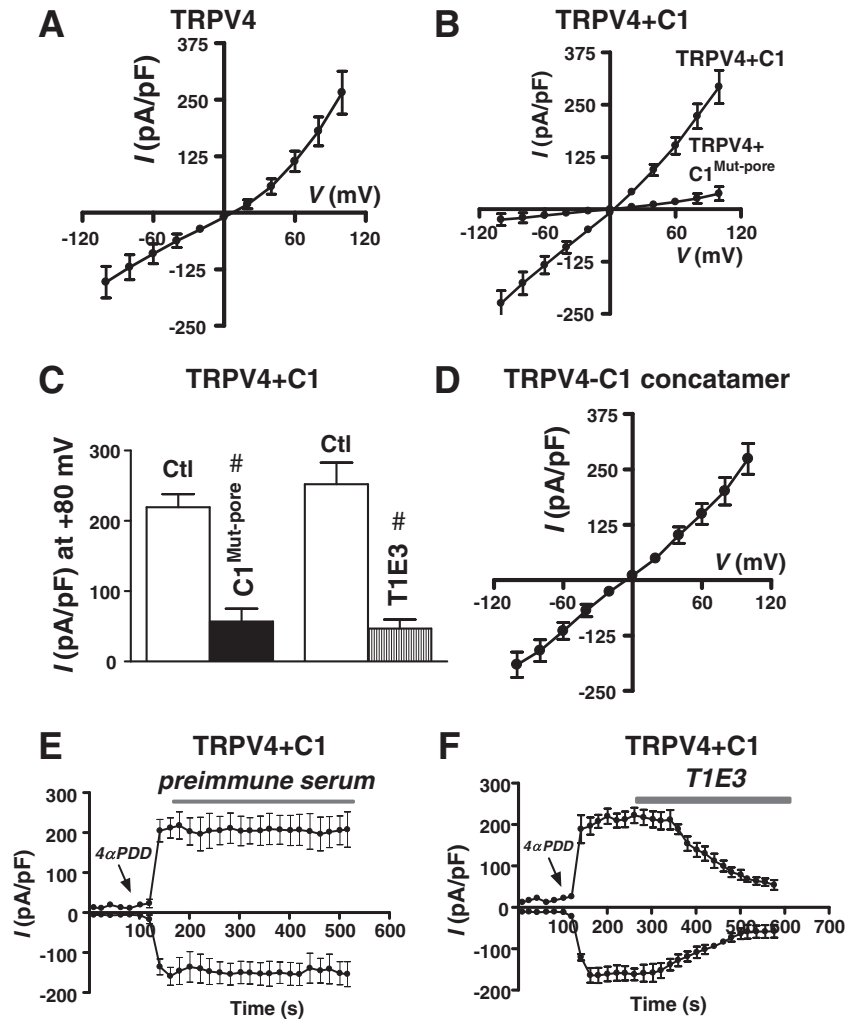 A
TRPV4
375
250
125
I (pA/pF)
V (mV)
-120
-60
60
120
-125
-250
B
TRPV4+C1
375
TRPV4+C1
250
I (pA/pF)
125
TRPV4+
C1Mut-pore
-120
-60
60
120
V (mV)
-125
-250
C
TRPV4+C1
I (pA/pF) at +80 mV
300
200
100
0
Ctl
#
C1Mut-pore
Ctl
#
T1E3
D
TRPV4-C1 concatamer
375
250
125
I (pA/pF)
V (mV)
-120
-60
60
120
-125
-250
E
TRPV4+C1
preimmune serum
300
200
100
0
-100
-200
I (pA/pF)
4αPDD
100
200
300
400
500
600
Time (s)
F
TRPV4+C1
T1E3
300
200
100
0
-100
-200
I (pA/pF)
4αPDD
100
200
300
400
500
600
700
Time (s)